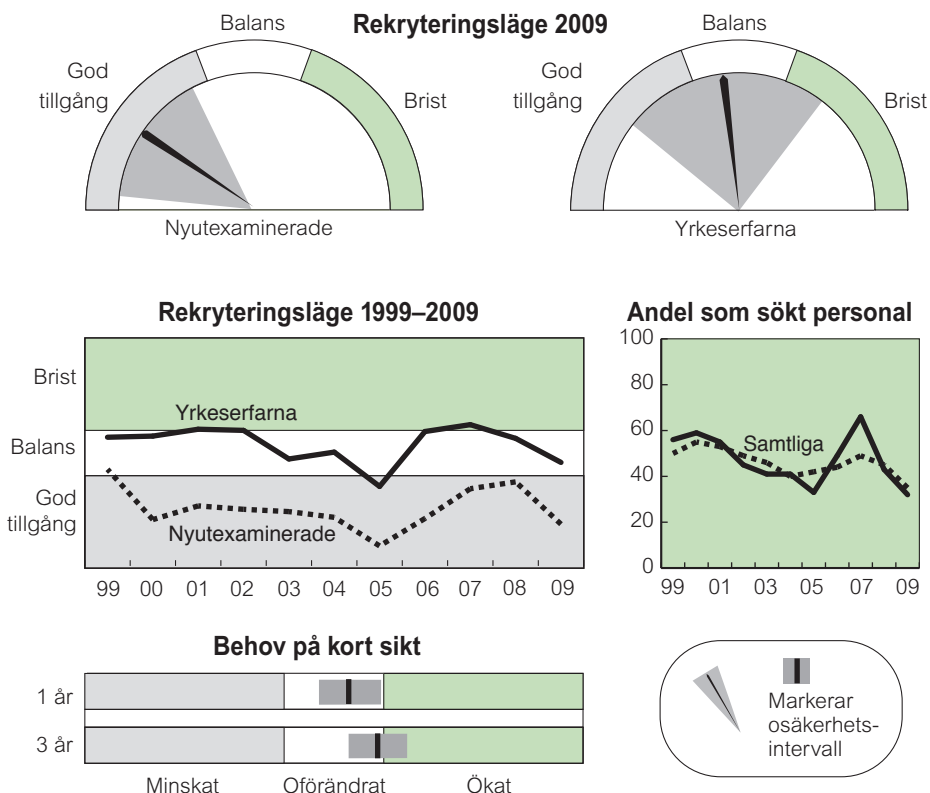 Rekryteringsläge 2009
Balans
God
tillgång
Brist
Nyutexaminerade
Balans
God
tillgång
Brist
Yrkeserfarna
Rekryteringsläge 1999–2009
Brist
Balans
God
tillgång
Yrkeserfarna
Nyutexaminerade
99 00 01 02 03 04 05 06 07 08 09
Andel som sökt personal
100
80
60
40
20
0
Samtliga
99 01 03 05 07 09
Behov på kort sikt
1 år
3 år
Minskat Oförändrat Ökat
Markerar
osäkerhets-
intervall